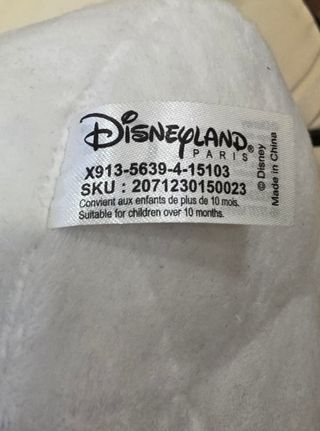 Disneyland®
PARIS
X913-5639-4-15103
SKU : 2071230150023
Convient aux enfants de plus de 10 mois.
Suitable for children over 10 months.
© Disney
Made in China